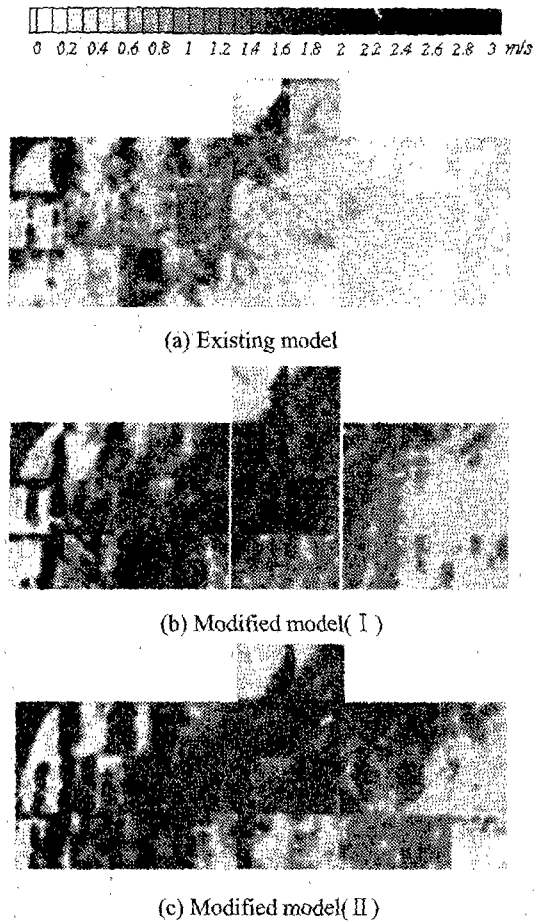 0 0.2 0.4 0.6 0.8 1 1.2 1.4 1.6 1.8 2 2.2 2.4 2.6 2.8 3 m/s
(a) Existing model
(b) Modified model( I )
(c) Modified model( II )